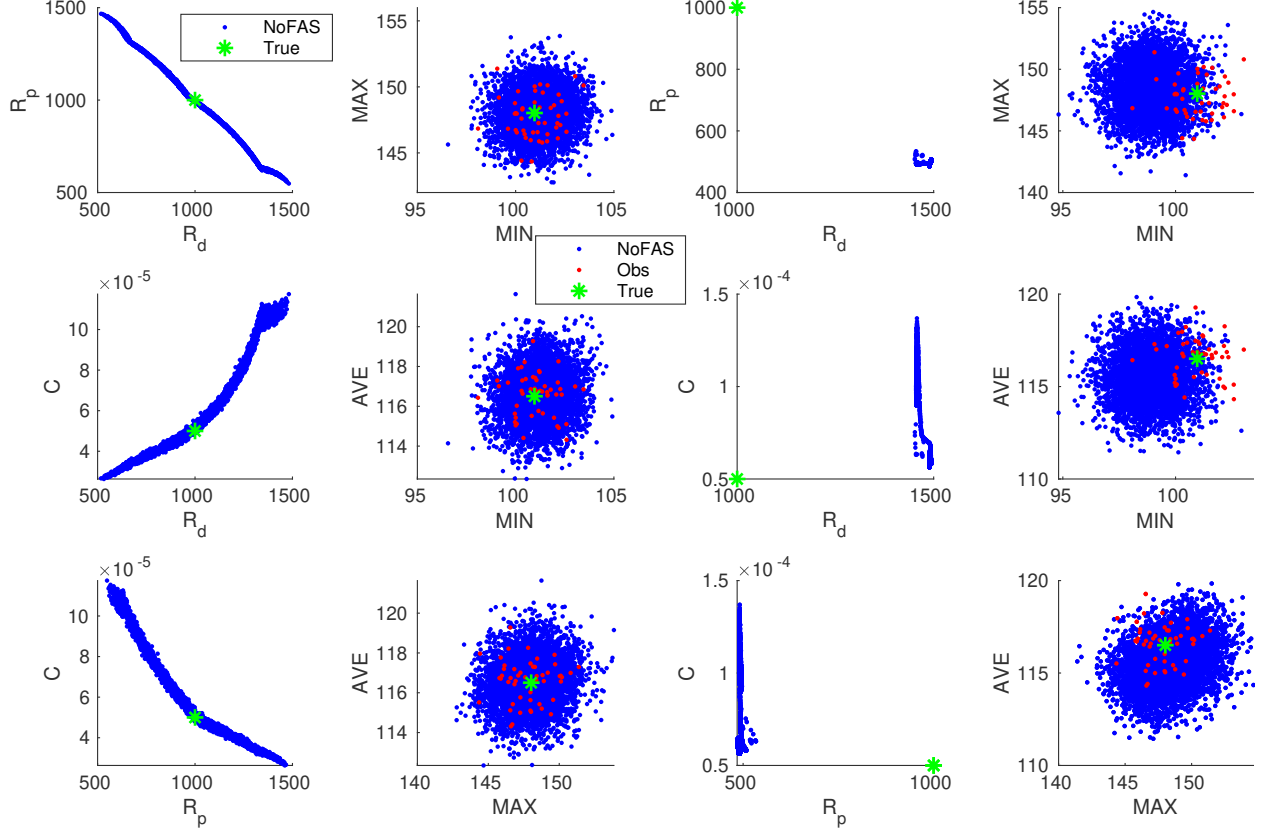 1500
1000
500
500 1000 1500
R_p
R_d
NoFAS
True
155
150
145
95 100 105
MAX
MIN
1000
800
600
400
1000 1500
R_p
R_d
155
150
145
140
95 100
MAX
MIN
NoFAS
Obs
True
× 10^-5
10
8
6
4
500 1000 1500
C
R_d
120
118
116
114
95 100 105
AVE
MIN
1.5 × 10^-4
1
0.5
1000 1500
C
R_d
120
115
110
95 100
AVE
MIN
× 10^-5
10
8
6
4
500 1000 1500
C
R_p
120
118
116
114
140 145 150
AVE
MAX
1.5 × 10^-4
1
0.5
500 1000
C
R_p
120
115
110
140 145 150
AVE
MAX